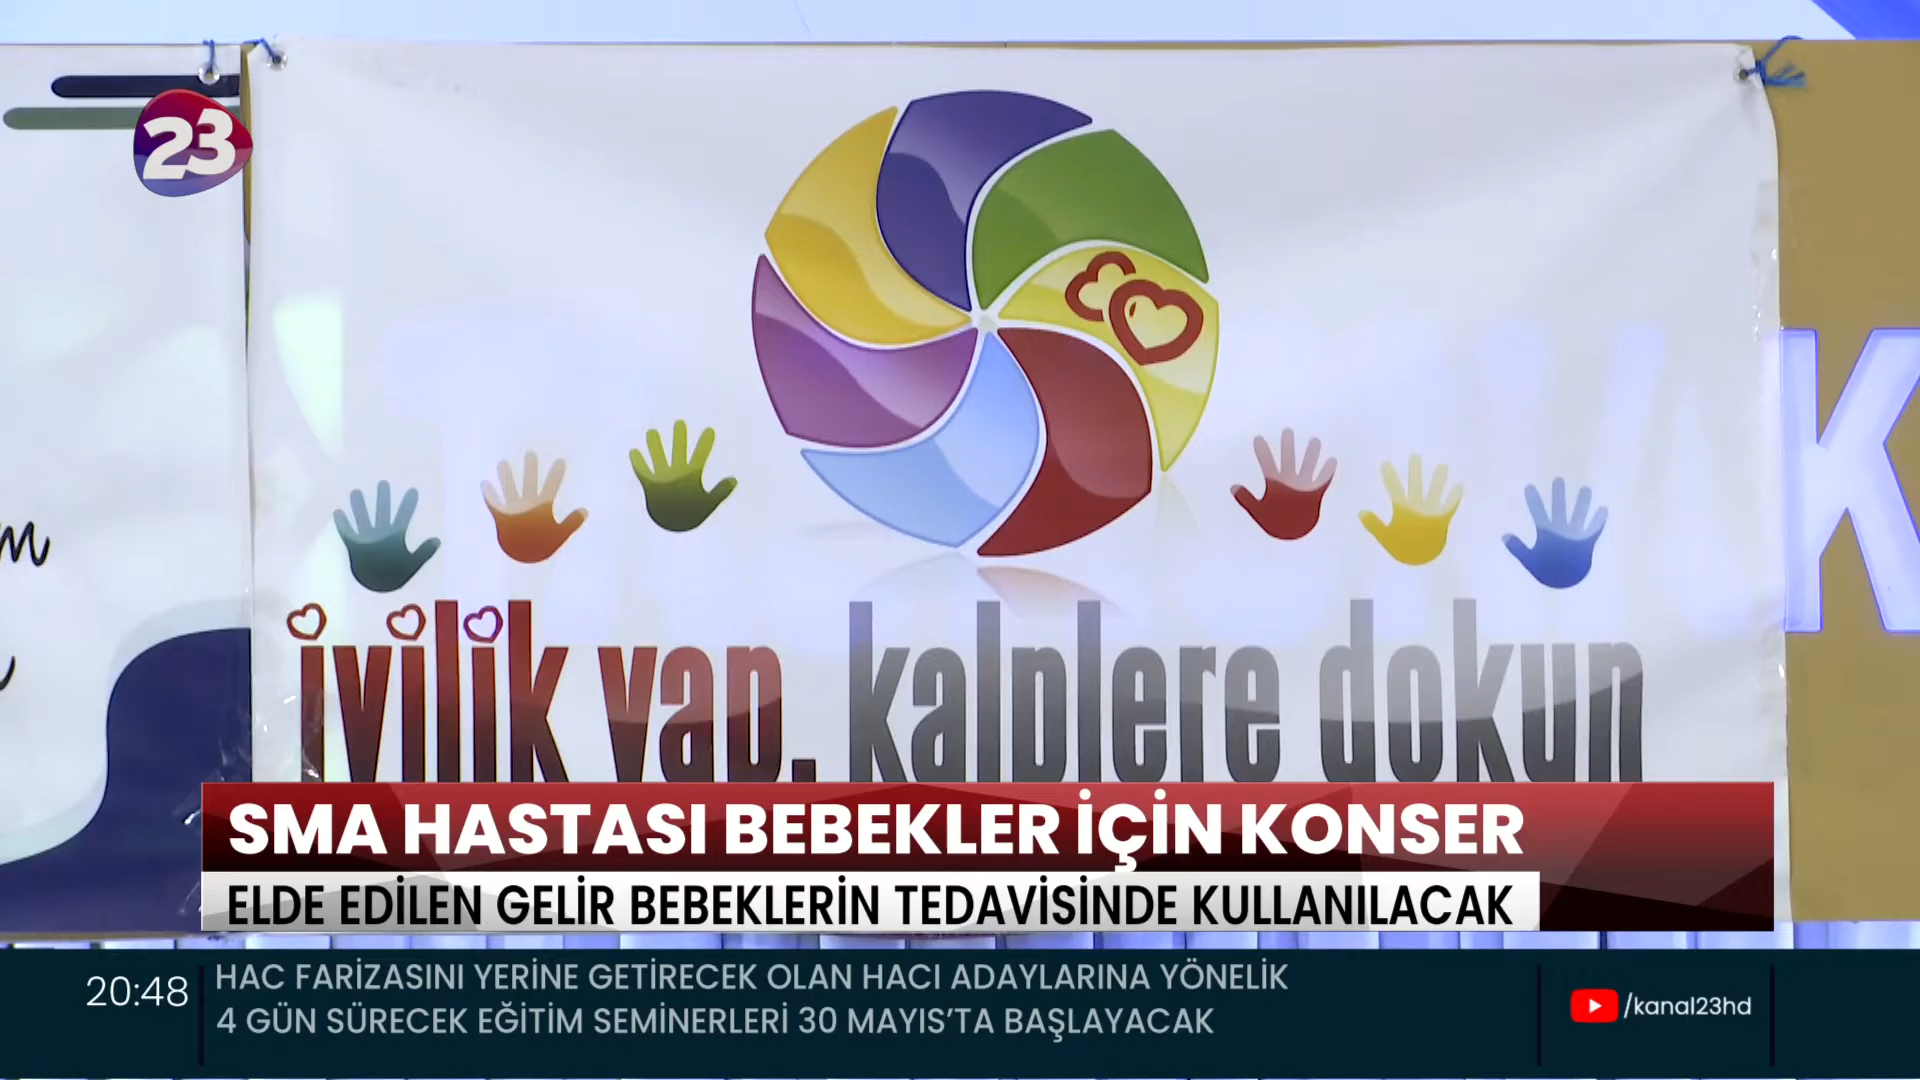 23
m
K
iyilik yap, kalplere dokun
SMA HASTASI BEBEKLER İÇİN KONSER
ELDE EDİLEN GELİR BEBEKLERİN TEDAVİSİNDE KULLANILACAK
20:48
HAC FARİZASINI YERİNE GETİRECEK OLAN HACI ADAYLARINA YÖNELİK
4 GÜN SÜRECEK EĞİTİM SEMİNERLERİ 30 MAYIS'TA BAŞLAYACAK
/kanal23hd